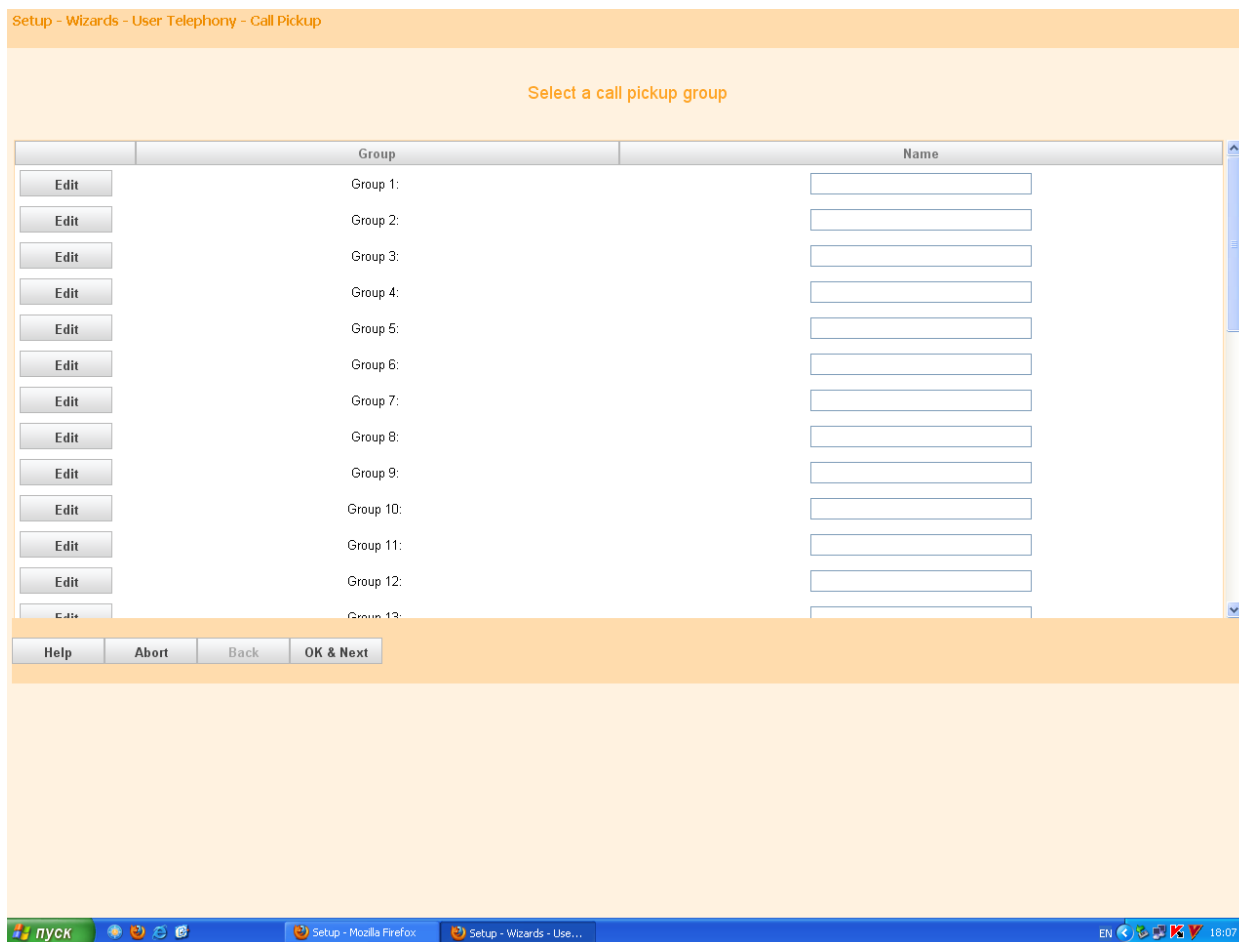 Setup - Wizards - User Telephony - Call Pickup
Select a call pickup group
Group Name
Edit Group 1:
Edit Group 2:
Edit Group 3:
Edit Group 4:
Edit Group 5:
Edit Group 6:
Edit Group 7:
Edit Group 8:
Edit Group 9:
Edit Group 10:
Edit Group 11:
Edit Group 12:
Edit Group 13:
Help Abort Back OK & Next
пуск Setup - Mozilla Firefox Setup - Wizards - Use... EN 18:07